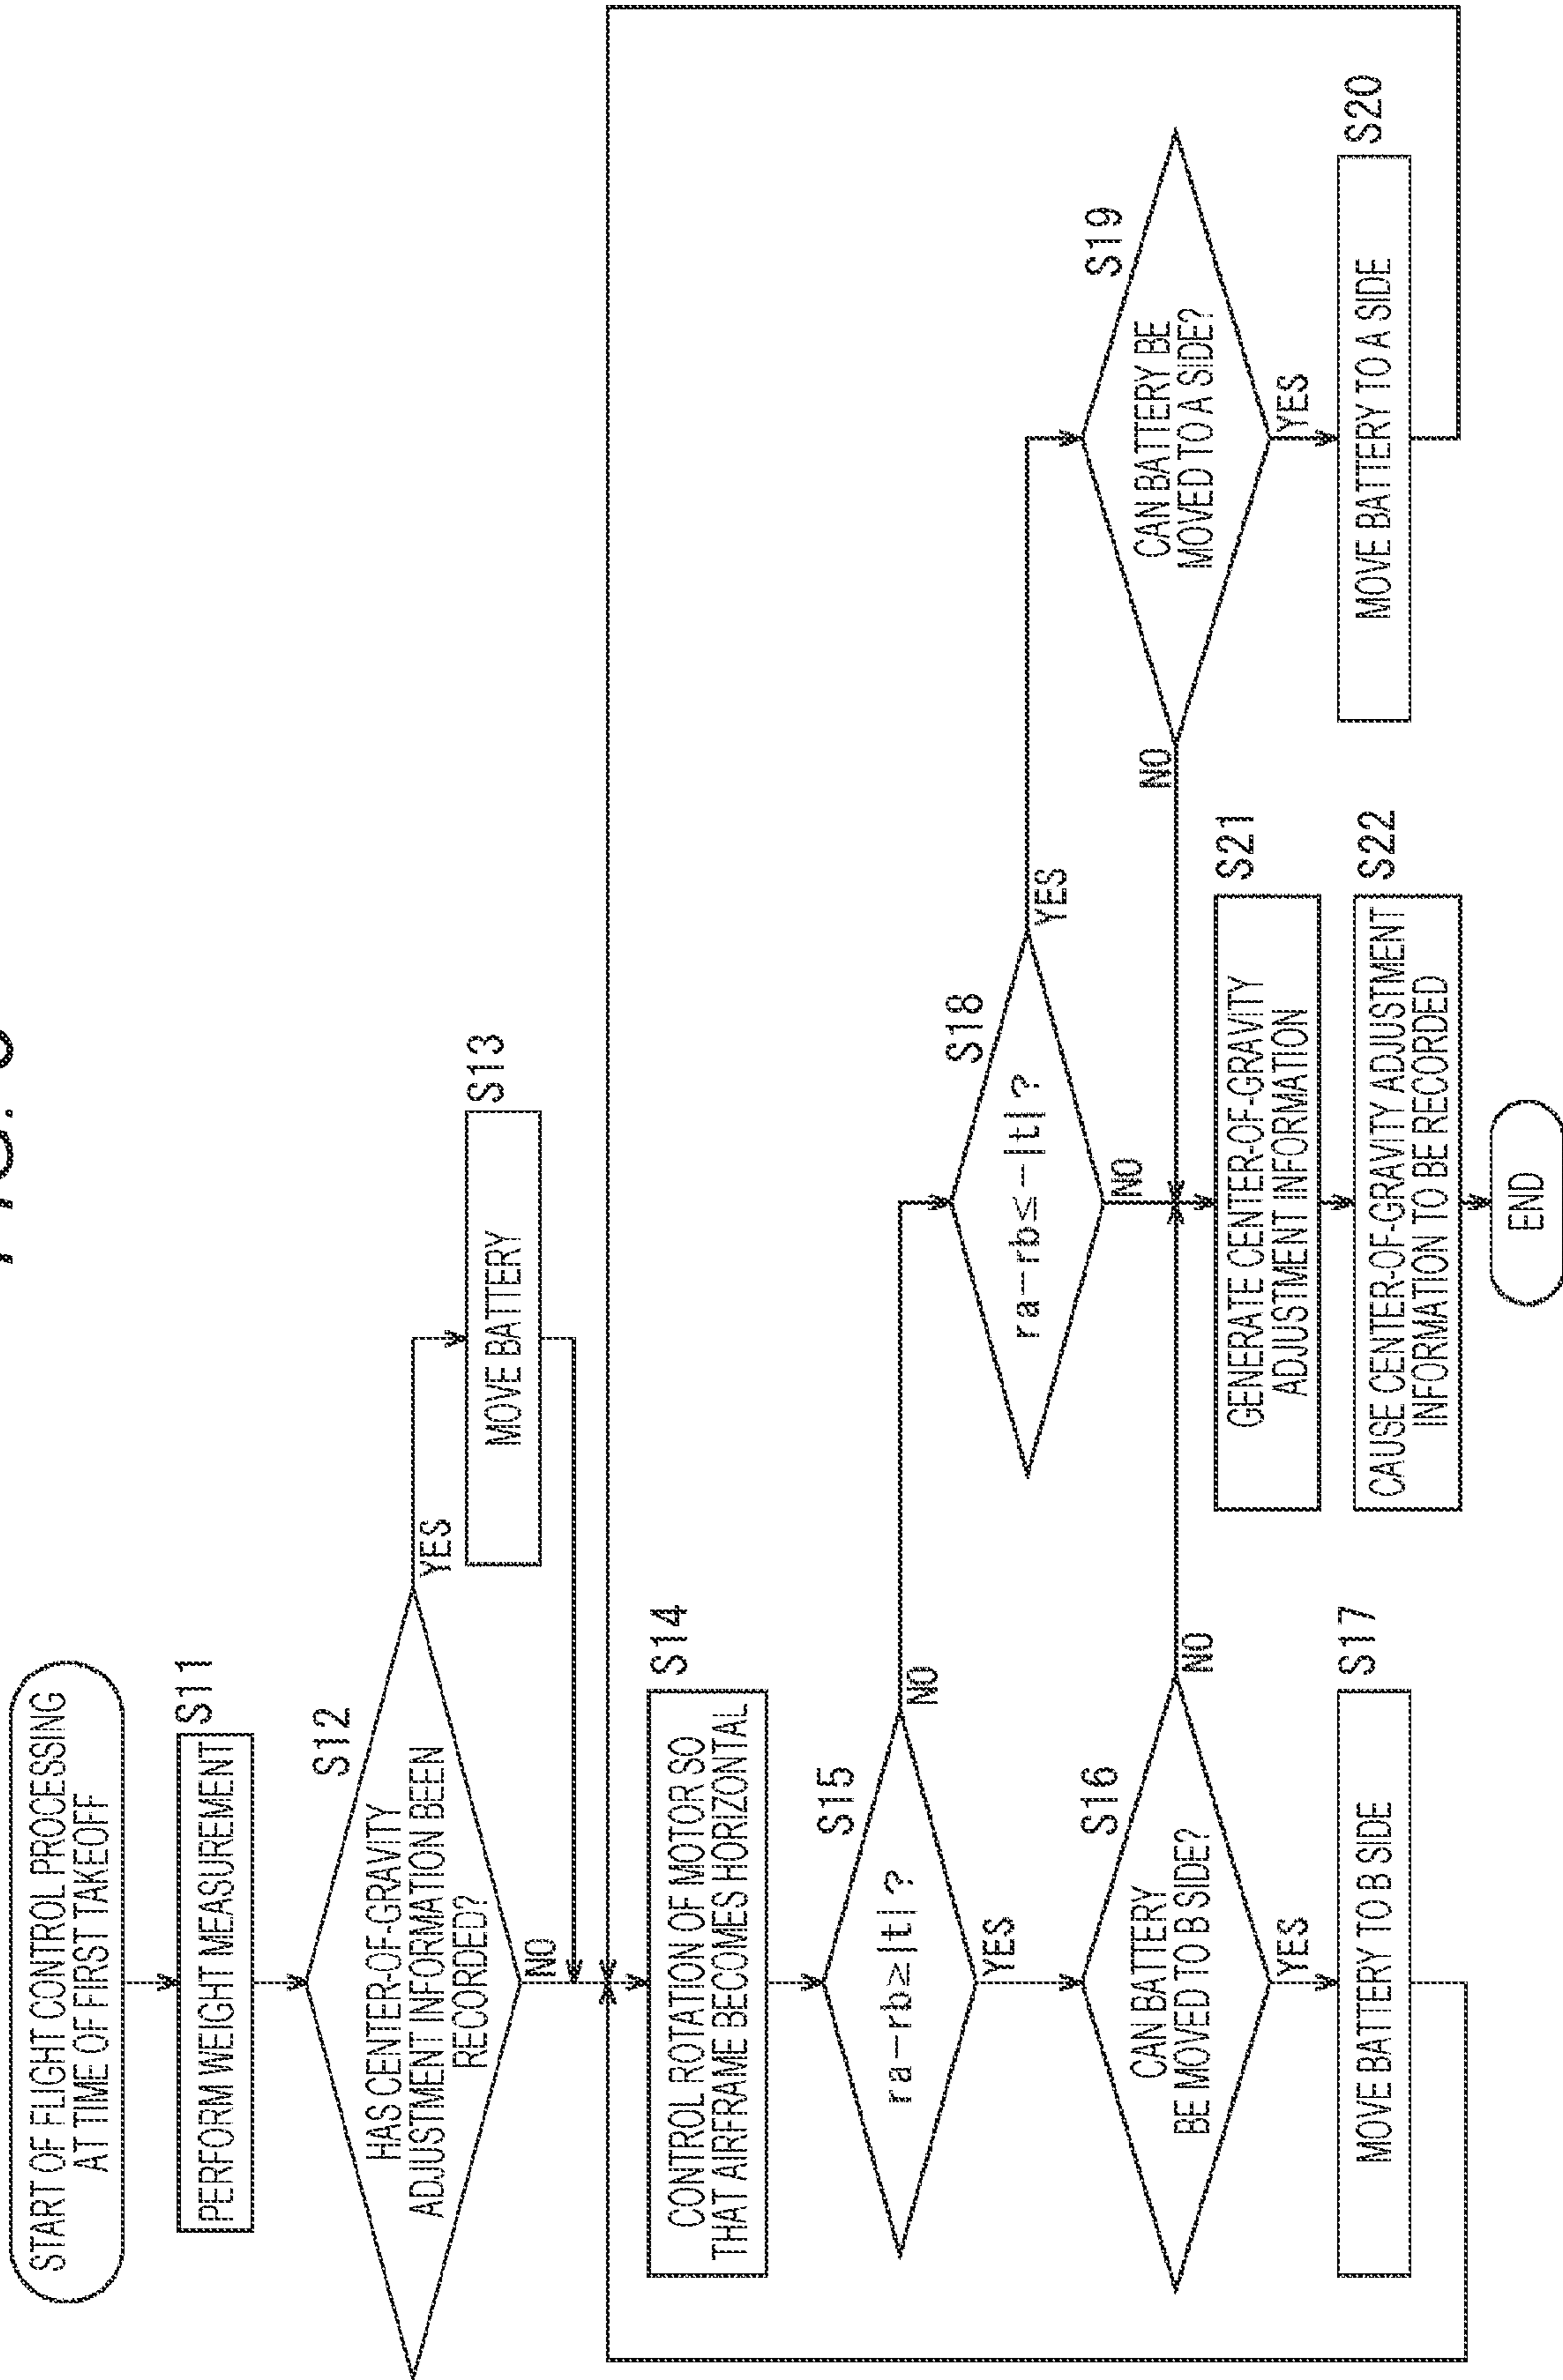 START OF FLIGHT CONTROL PROCESSING
AT TIME OF FIRST TAKEOFF
S11
PERFORM WEIGHT MEASUREMENT
S12
HAS CENTER-OF-GRAVITY
ADJUSTMENT INFORMATION BEEN
RECORDED?
YES
NO
S13
MOVE BATTERY
S14
CONTROL ROTATION OF MOTOR SO
THAT AIRFRAME BECOMES HORIZONTAL
S15
ra-rb≥|t|?
NO
YES
S16
CAN BATTERY
BE MOVED TO B SIDE?
NO
YES
S17
MOVE BATTERY TO B SIDE
S18
ra-rb≤-|t|?
YES
NO
S19
CAN BATTERY BE
MOVED TO A SIDE?
NO
YES
S20
MOVE BATTERY TO A SIDE
S21
GENERATE CENTER-OF-GRAVITY
ADJUSTMENT INFORMATION
S22
CAUSE CENTER-OF-GRAVITY ADJUSTMENT
INFORMATION TO BE RECORDED
END